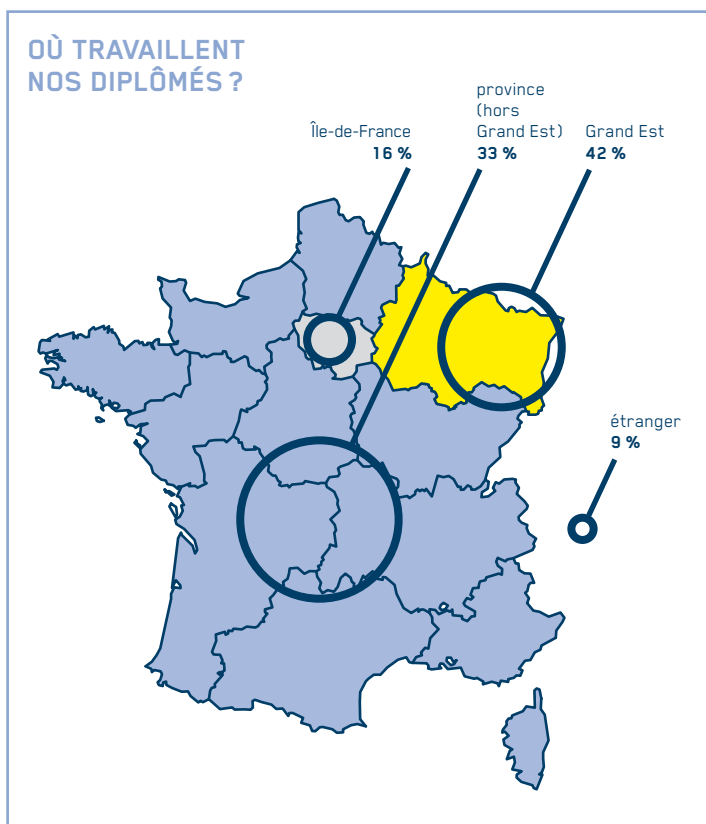 OÙ TRAVAILLENT
NOS DIPLÔMÉS ?
Île-de-France
16 %
province
(hors
Grand Est)
33 %
Grand Est
42 %
étranger
9 %